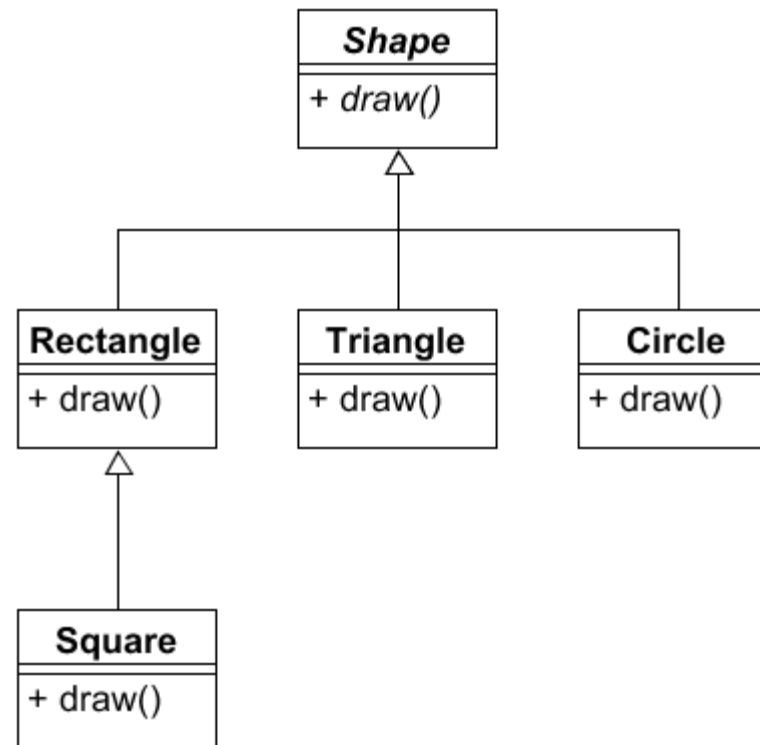 Shape
+ draw()
Rectangle
+ draw()
Triangle
+ draw()
Circle
+ draw()
Square
+ draw()